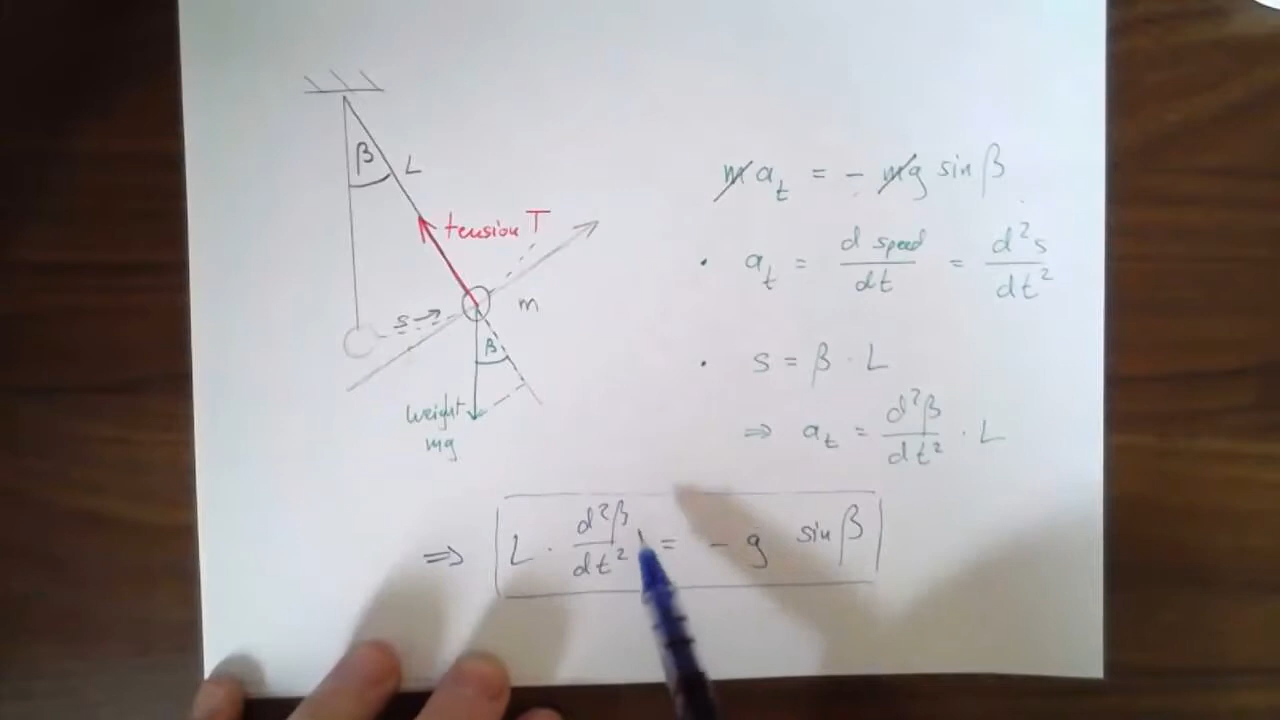 β
L
tension T
s →
m
β
weight
mg
m a_t = - mg sin β
• a_t = d speed / dt = d²s / dt²
• s = β · L
⇒ a_t = d²β / dt² · L
⇒ L · d²β / dt² = - g sin β